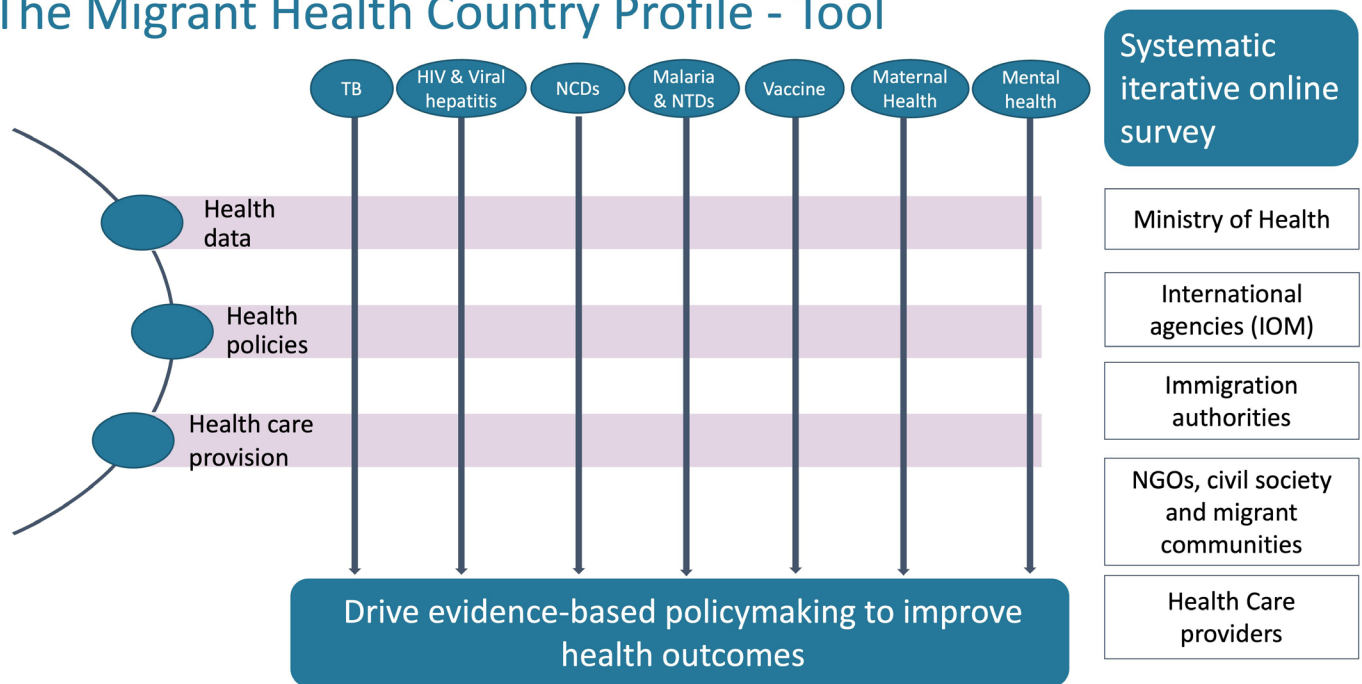 The Migrant Health Country Profile - Tool
TB
HIV & Viral
hepatitis
NCDs
Malaria
& NTDs
Vaccine
Maternal
Health
Mental
health
Systematic
iterative online
survey
Health
data
Health
policies
Health care
provision
Ministry of Health
International
agencies (IOM)
Immigration
authorities
NGOs, civil society
and migrant
communities
Health Care
providers
Drive evidence-based policymaking to improve
health outcomes